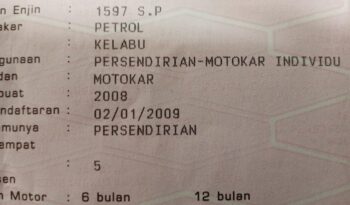 n Enjin : 1597 S.P
akar : PETROL
: KELABU
gunaan : PERSENDIRIAN-MOTOKAR INDIVIDU
dan : MOTOKAR
buat : 2008
ndaftaran : 02/01/2009
munya : PERSENDIRIAN
empat :
: 5
sen
n Motor : 6 bulan 12 bulan